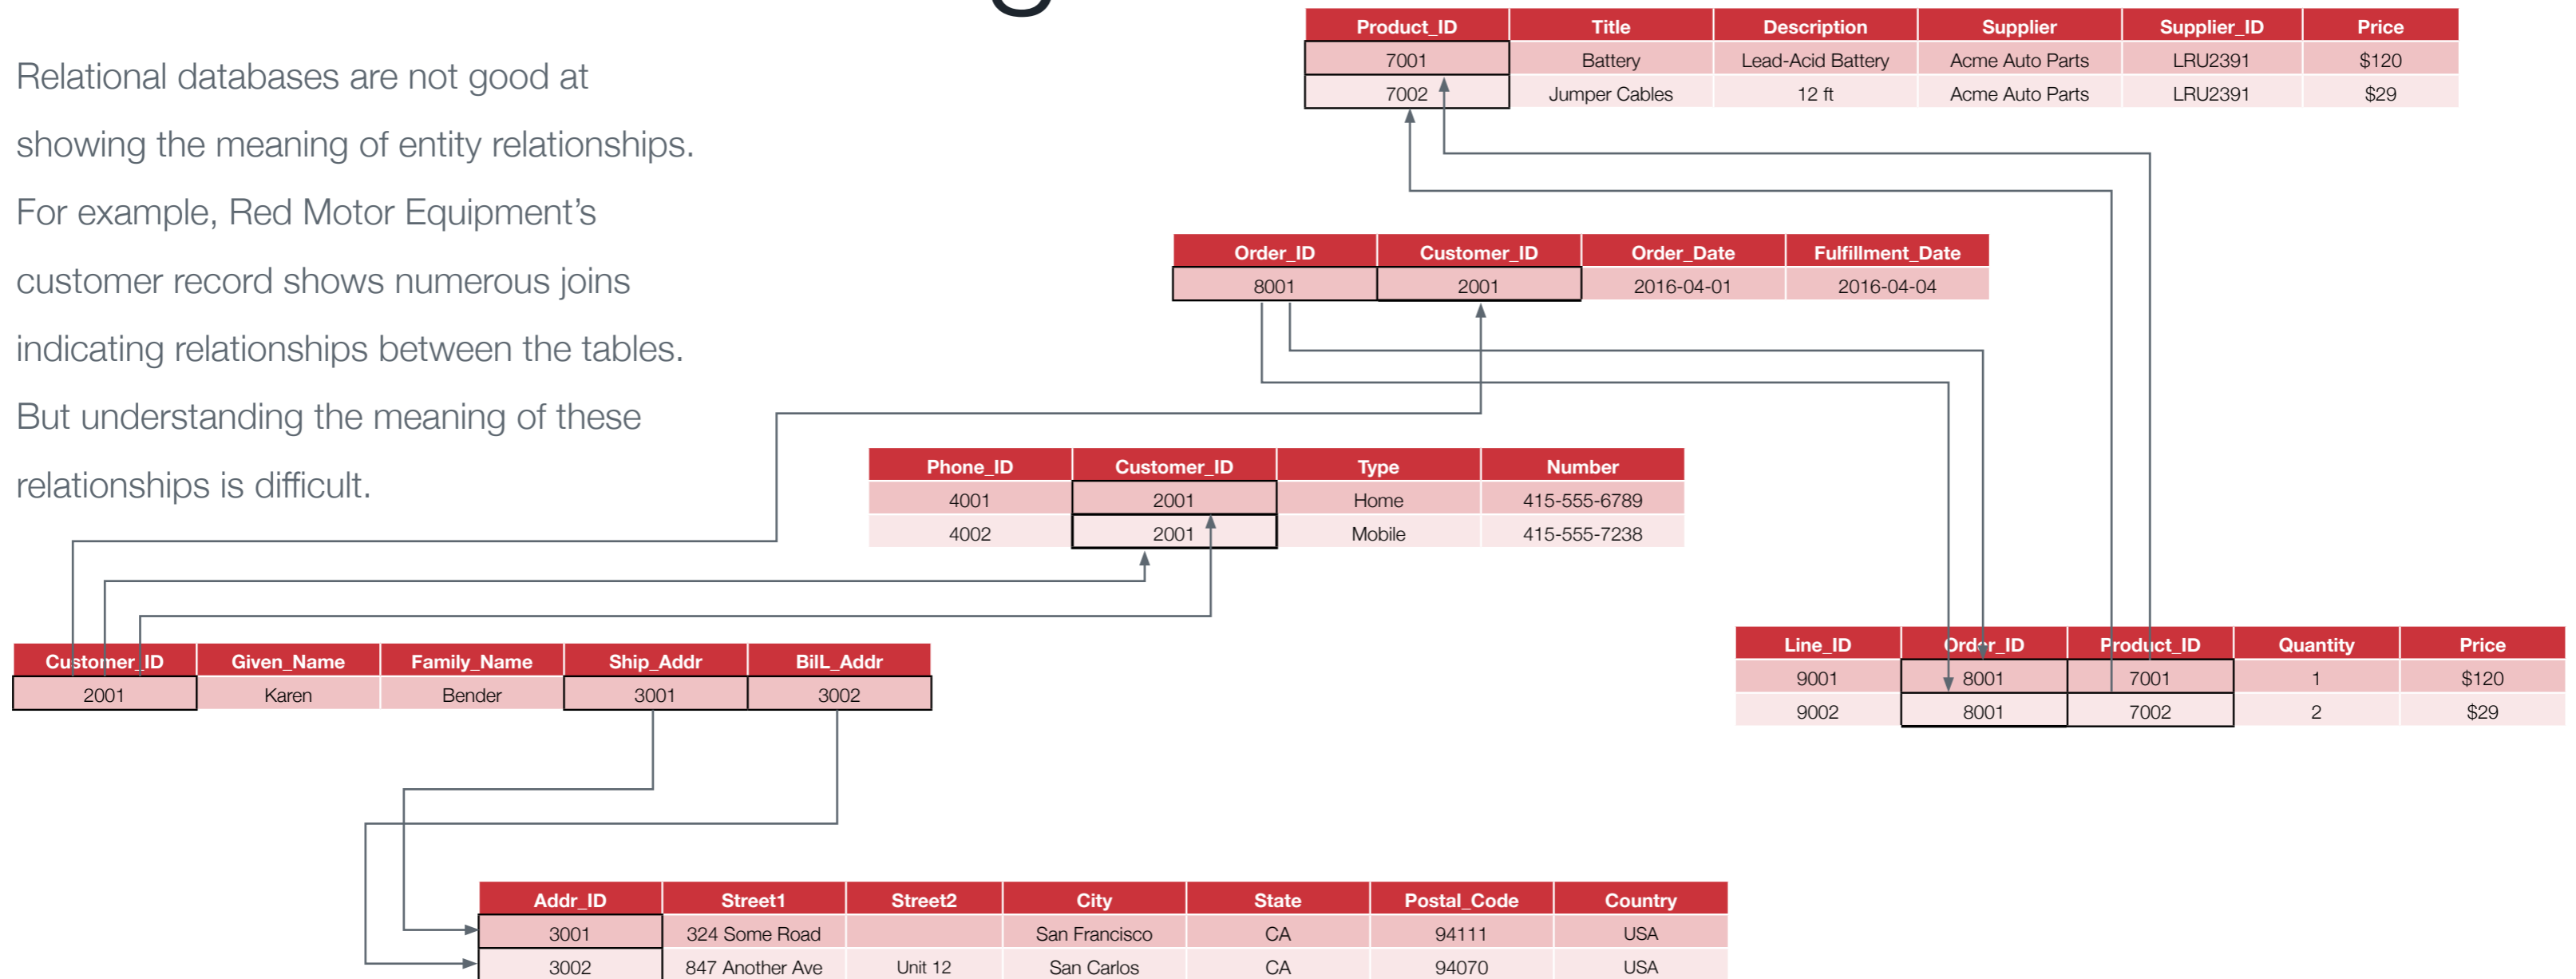 Relational databases are not good at
showing the meaning of entity relationships.
For example, Red Motor Equipment’s
customer record shows numerous joins
indicating relationships between the tables.
But understanding the meaning of these
relationships is difficult.
Product_ID Title Description Supplier Supplier_ID Price
7001 Battery Lead-Acid Battery Acme Auto Parts LRU2391 $120
7002 Jumper Cables 12 ft Acme Auto Parts LRU2391 $29
Order_ID Customer_ID Order_Date Fulfillment_Date
8001 2001 2016-04-01 2016-04-04
Phone_ID Customer_ID Type Number
4001 2001 Home 415-555-6789
4002 2001 Mobile 415-555-7238
Customer_ID Given_Name Family_Name Ship_Addr BilL_Addr
2001 Karen Bender 3001 3002
Line_ID Order_ID Product_ID Quantity Price
9001 8001 7001 1 $120
9002 8001 7002 2 $29
Addr_ID Street1 Street2 City State Postal_Code Country
3001 324 Some Road San Francisco CA 94111 USA
3002 847 Another Ave Unit 12 San Carlos CA 94070 USA